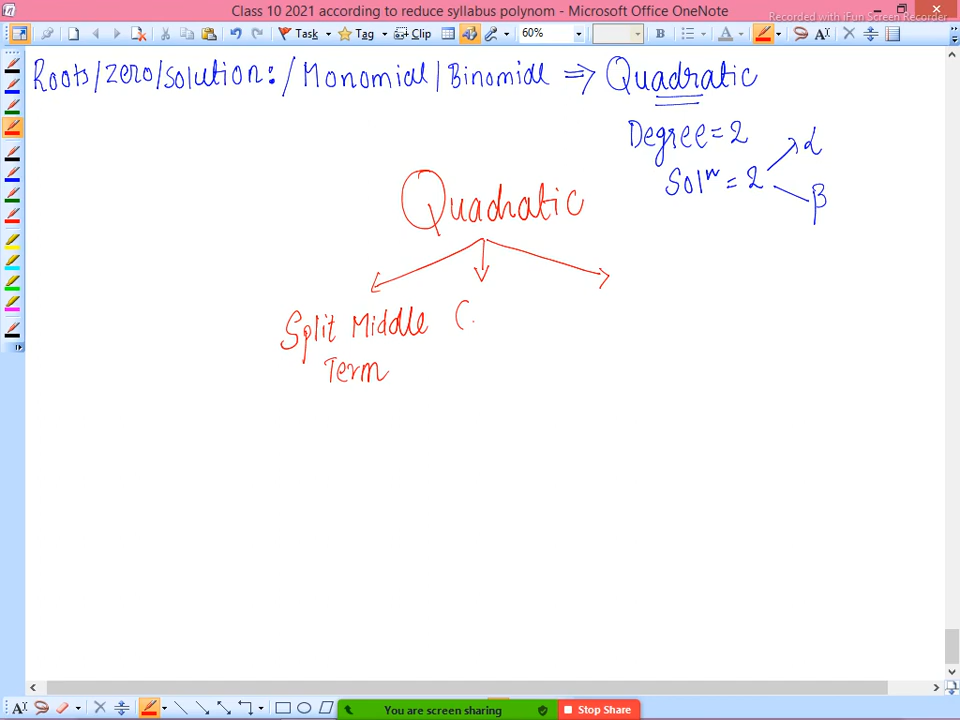 Class 10 2021 according to reduce syllabus polynom - Microsoft Office OneNote
Recorded with iFun Screen Recorder
Task Tag Clip 60% B A A
Roots/zero/solution:/Monomial/Binomial ⇒ Quadratic
Degree = 2
Solⁿ = 2
α
β
Quadratic
Split Middle C
Term
A
You are screen sharing
Stop Share